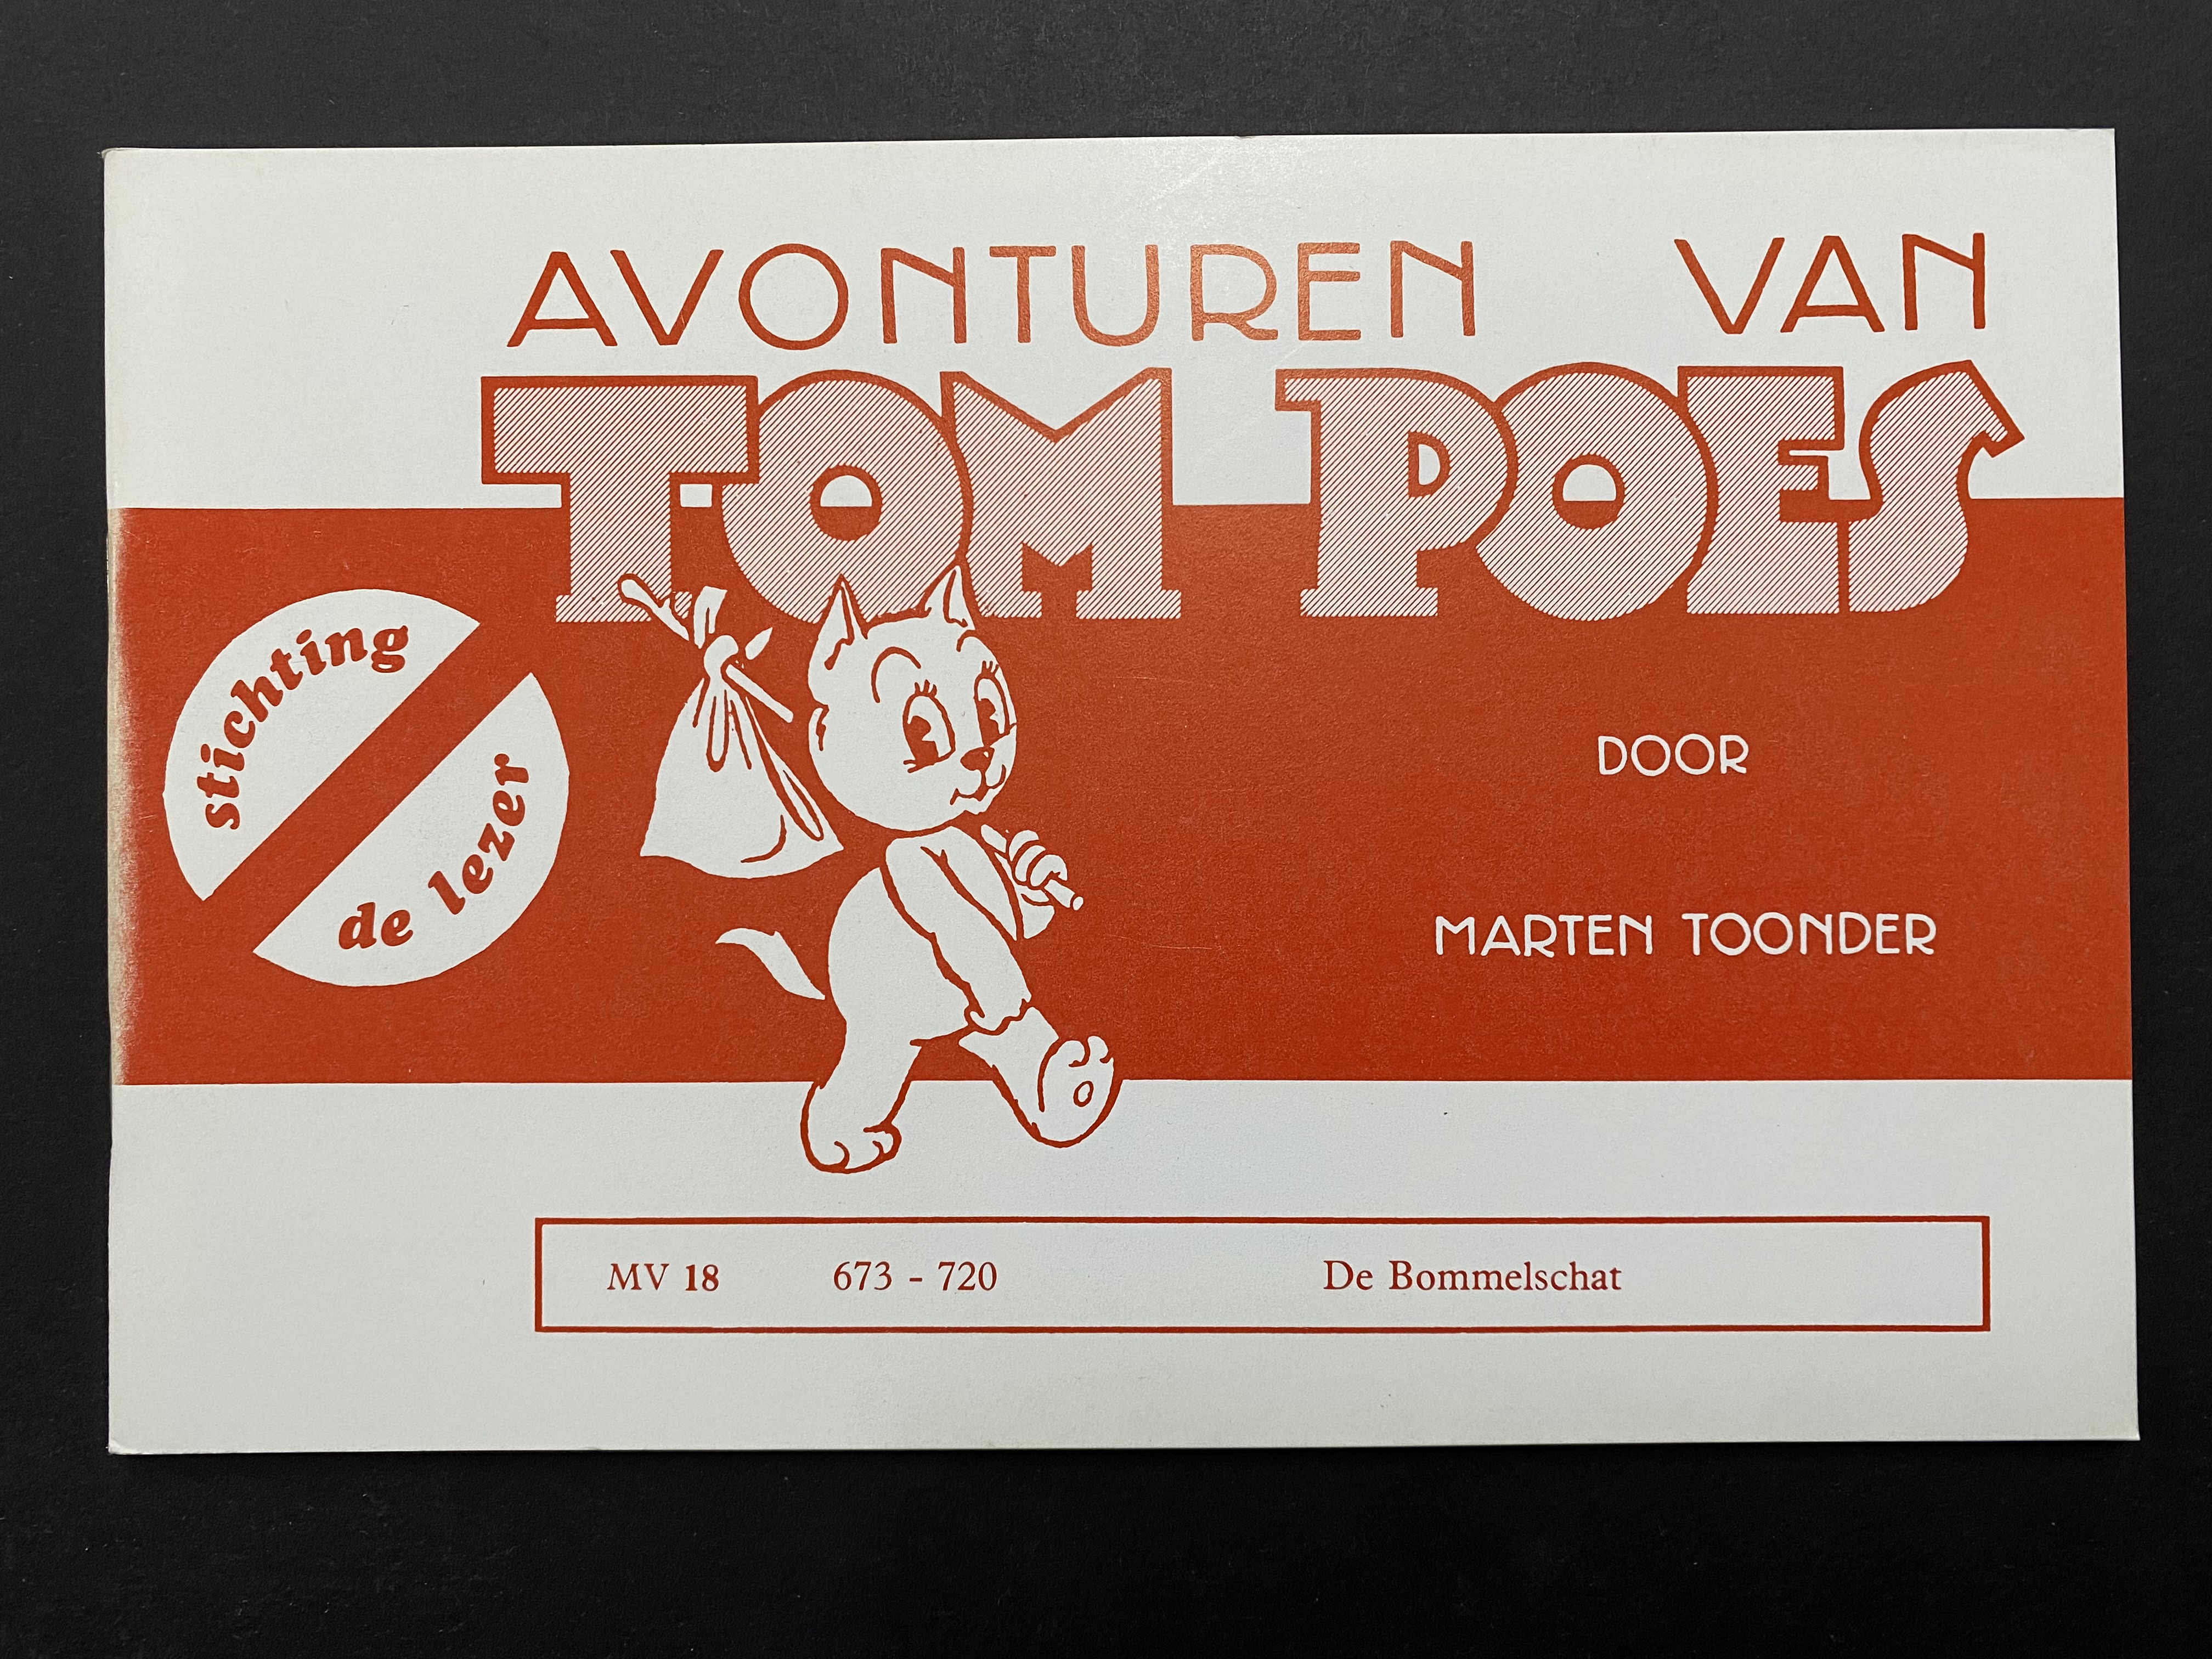 AVONTUREN VAN
TOM POES
stichting
de lezer
DOOR
MARTEN TOONDER
MV 18 673 - 720 De Bommelschat